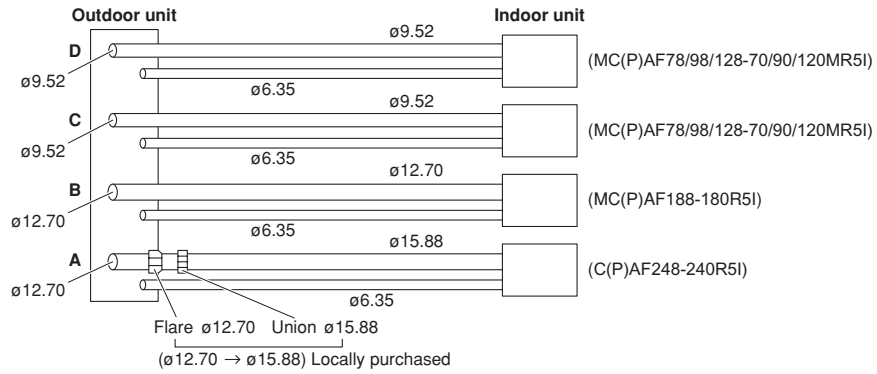 Outdoor unit
Indoor unit
D
ø9.52
ø9.52
ø6.35
(MC(P)AF78/98/128-70/90/120MR5I)
C
ø9.52
ø9.52
ø6.35
(MC(P)AF78/98/128-70/90/120MR5I)
B
ø12.70
ø12.70
ø6.35
(MC(P)AF188-180R5I)
A
ø12.70
ø15.88
ø6.35
(C(P)AF248-240R5I)
Flare ø12.70 Union ø15.88
(ø12.70 → ø15.88) Locally purchased